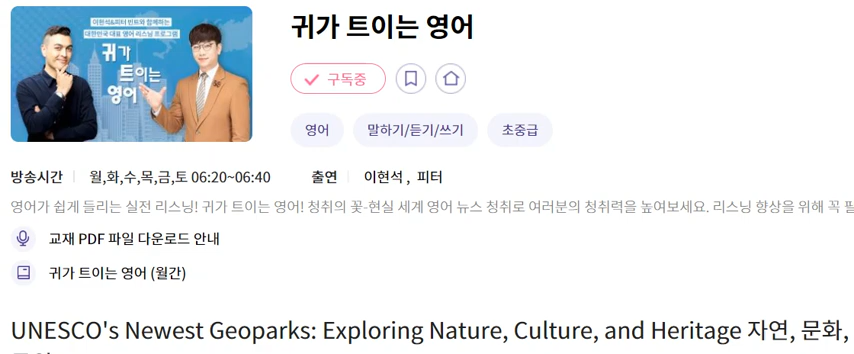 이현석&피터 빈트와 함께하는
대한민국 대표 영어 리스닝 프로그램
귀가
트이는
영어
귀가 트이는 영어
구독중
영어 말하기/듣기/쓰기 초중급
방송시간 월,화,수,목,금,토 06:20~06:40 출연 이현석 , 피터
영어가 쉽게 들리는 실전 리스닝! 귀가 트이는 영어! 청취의 꽃-현실 세계 영어 뉴스 청취로 여러분의 청취력을 높여보세요. 리스닝 향상을 위해 꼭 필
교재 PDF 파일 다운로드 안내
귀가 트이는 영어 (월간)
UNESCO's Newest Geoparks: Exploring Nature, Culture, and Heritage 자연, 문화,